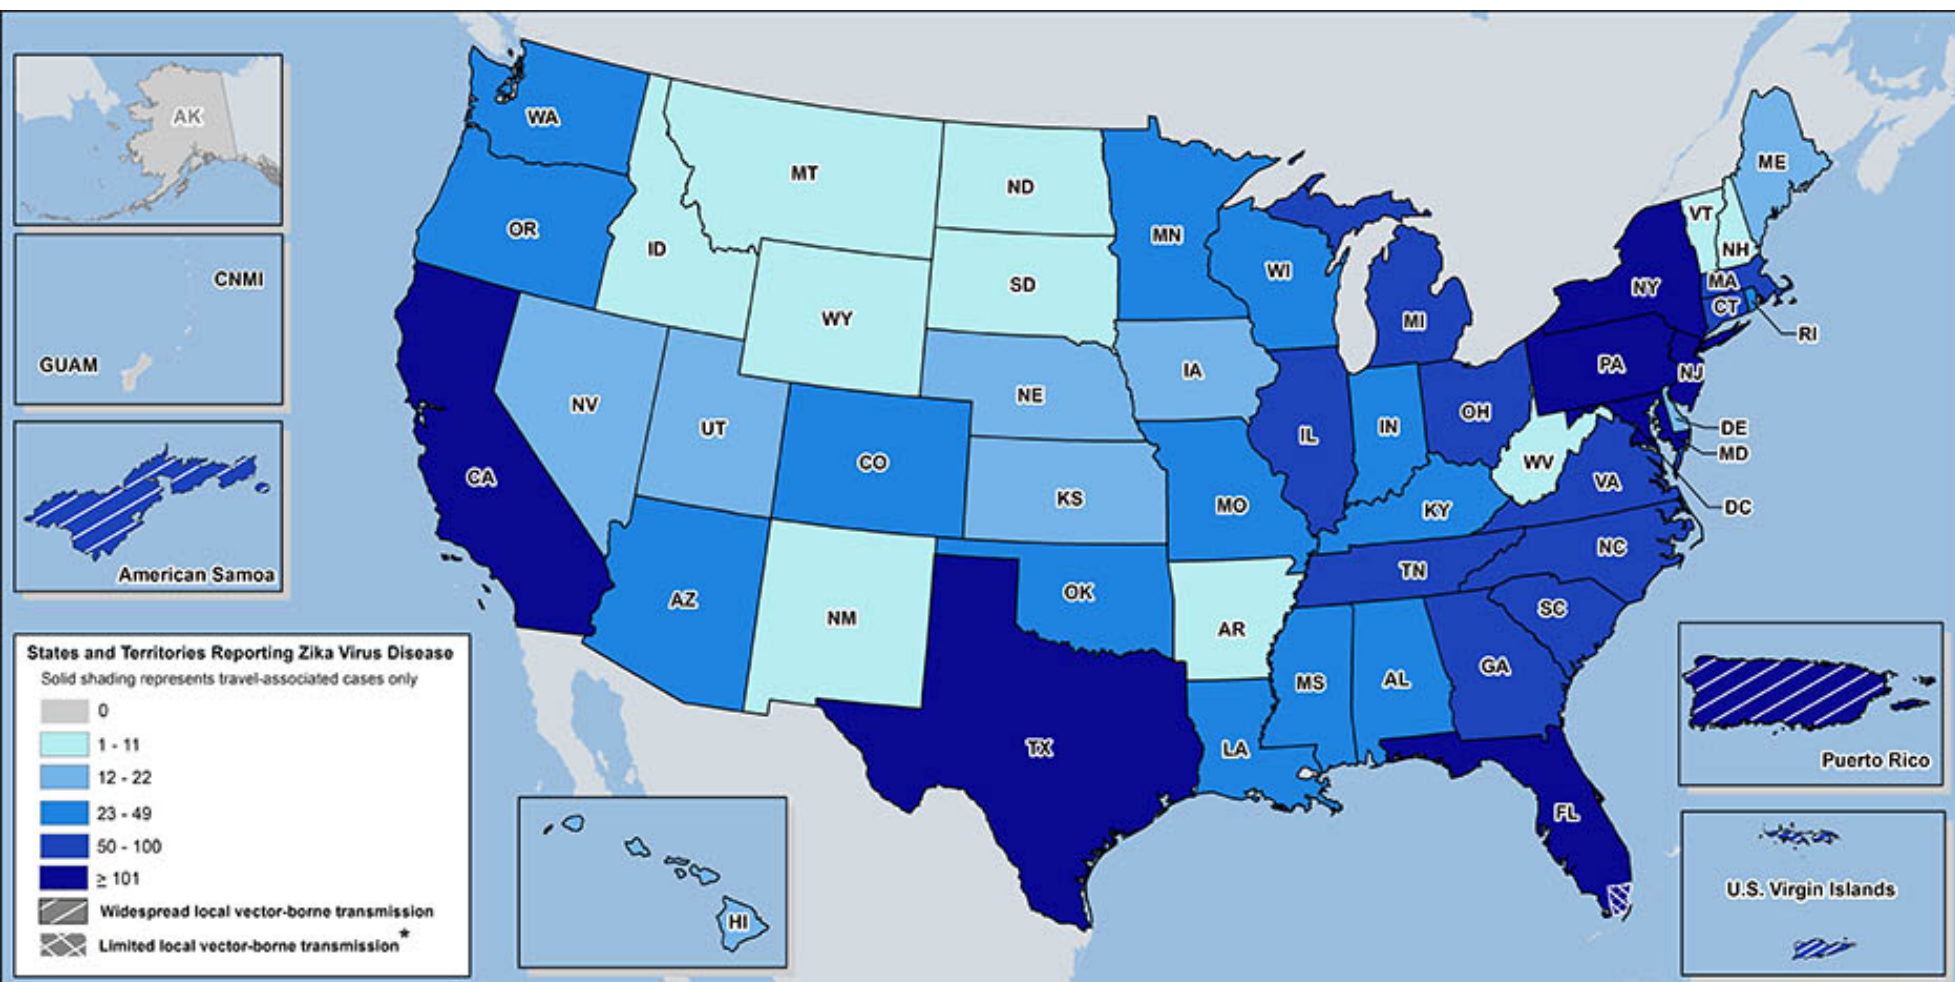 AK
CNMI
GUAM
American Samoa
States and Territories Reporting Zika Virus Disease
Solid shading represents travel-associated cases only
0
1 - 11
12 - 22
23 - 49
50 - 100
≥ 101
Widespread local vector-borne transmission
Limited local vector-borne transmission*
WA
MT
ND
ME
OR
ID
MN
VT
NH
WI
SD
NY
MA
CT
RI
WY
MI
PA
NJ
IA
NE
NV
UT
OH
IN
IL
DE
MD
CO
WV
CA
VA
KS
MO
KY
DC
NC
TN
OK
AZ
SC
NM
AR
GA
MS
AL
TX
LA
FL
HI
Puerto Rico
U.S. Virgin Islands